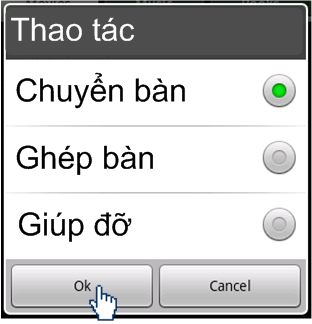 Thao tác
Chuyển bàn
Ghép bàn
Giúp đỡ
Ok Cancel